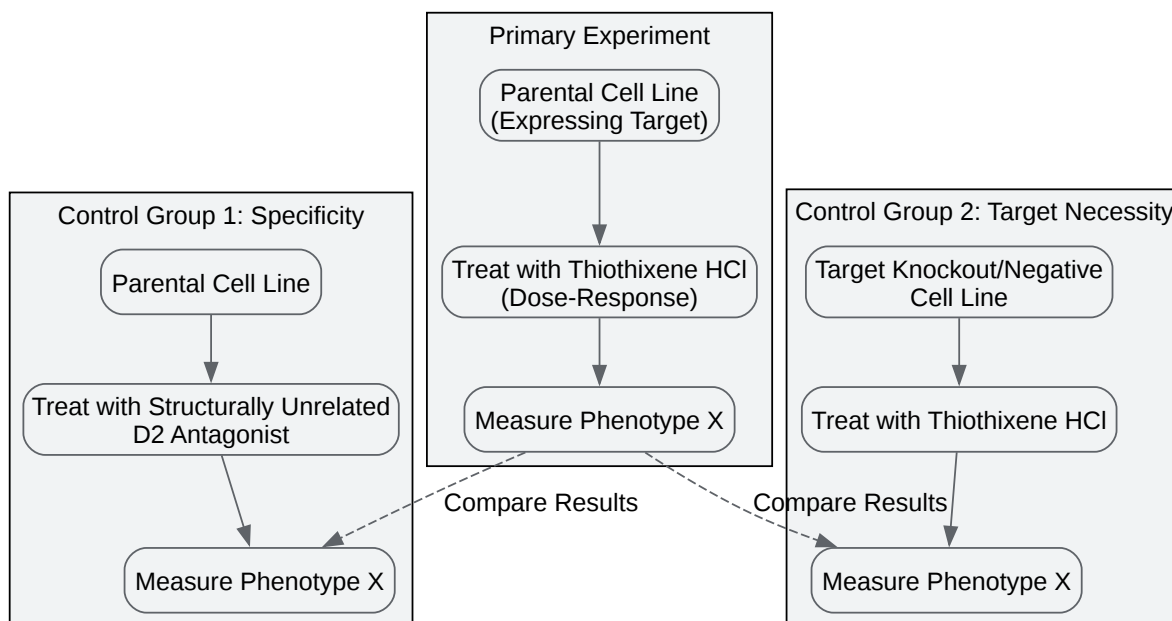 Primary Experiment
Parental Cell Line
(Expressing Target)
Treat with Thiothixene HCl
(Dose-Response)
Measure Phenotype X
Control Group 1: Specificity
Parental Cell Line
Treat with Structurally Unrelated
D2 Antagonist
Measure Phenotype X
Control Group 2: Target Necessity
Target Knockout/Negative
Cell Line
Treat with Thiothixene HCl
Measure Phenotype X
Compare Results
Compare Results